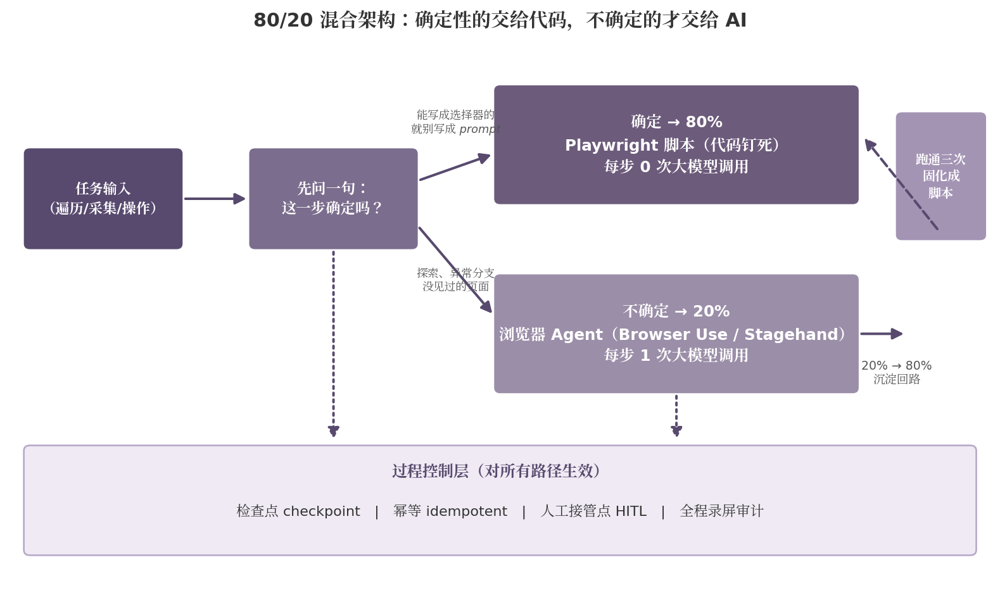 80/20 混合架构：确定性的交给代码，不确定的才交给 AI
任务输入
（遍历/采集/操作）
先问一句：
这一步确定吗？
能写成选择器的
就别写成 prompt
确定 → 80%
Playwright 脚本（代码钉死）
每步 0 次大模型调用
跑通三次
固化成
脚本
探索、异常分支
没见过的页面
不确定 → 20%
浏览器 Agent（Browser Use / Stagehand）
每步 1 次大模型调用
20% → 80%
沉淀回路
过程控制层（对所有路径生效）
检查点 checkpoint | 幂等 idempotent | 人工接管点 HITL | 全程录屏审计